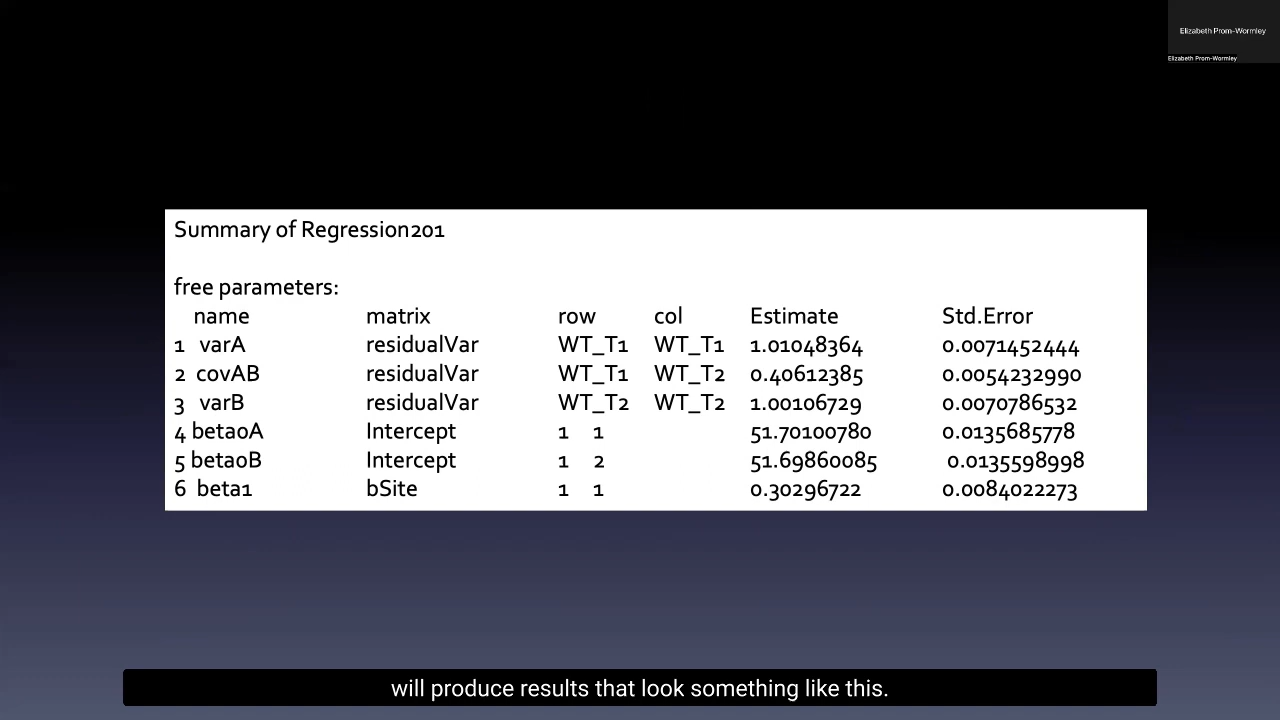 Elizabeth Prom-Wormley
Elizabeth Prom-Wormley
Summary of Regression201
free parameters:
name matrix row col Estimate Std.Error
1 varA residualVar WT_T1 WT_T1 1.01048364 0.0071452444
2 covAB residualVar WT_T1 WT_T2 0.40612385 0.0054232990
3 varB residualVar WT_T2 WT_T2 1.00106729 0.0070786532
4 beta0A Intercept 1 1 51.70100780 0.0135685778
5 beta0B Intercept 1 2 51.69860085 0.0135598998
6 beta1 bSite 1 1 0.30296722 0.0084022273
will produce results that look something like this.